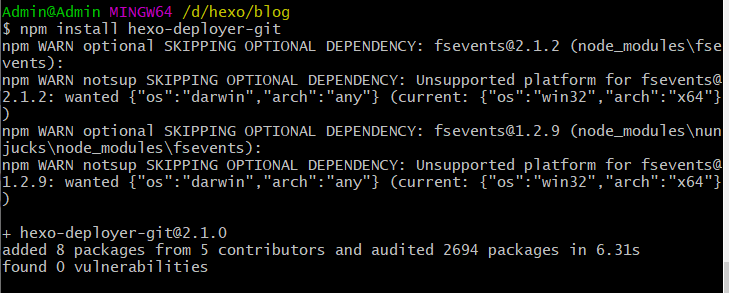 Admin@Admin MINGW64 /d/hexo/blog
$ npm install hexo-deployer-git
npm WARN optional SKIPPING OPTIONAL DEPENDENCY: fsevents@2.1.2 (node_modules\fse
vents):
npm WARN notsup SKIPPING OPTIONAL DEPENDENCY: Unsupported platform for fsevents@
2.1.2: wanted {"os":"darwin","arch":"any"} (current: {"os":"win32","arch":"x64"}
)
npm WARN optional SKIPPING OPTIONAL DEPENDENCY: fsevents@1.2.9 (node_modules\nun
jucks\node_modules\fsevents):
npm WARN notsup SKIPPING OPTIONAL DEPENDENCY: Unsupported platform for fsevents@
1.2.9: wanted {"os":"darwin","arch":"any"} (current: {"os":"win32","arch":"x64"}
)
+ hexo-deployer-git@2.1.0
added 8 packages from 5 contributors and audited 2694 packages in 6.31s
found 0 vulnerabilities